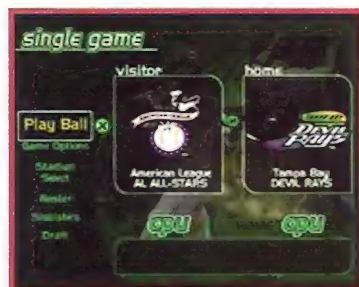 single game
visitor
home
Play Ball
Game Options
Stadium
Select
Roster
Statistics
Draft
American League
AL ALL-STARS
DEVIL
RAYS
Tampa Bay
DEVIL RAYS
cpu
cpu